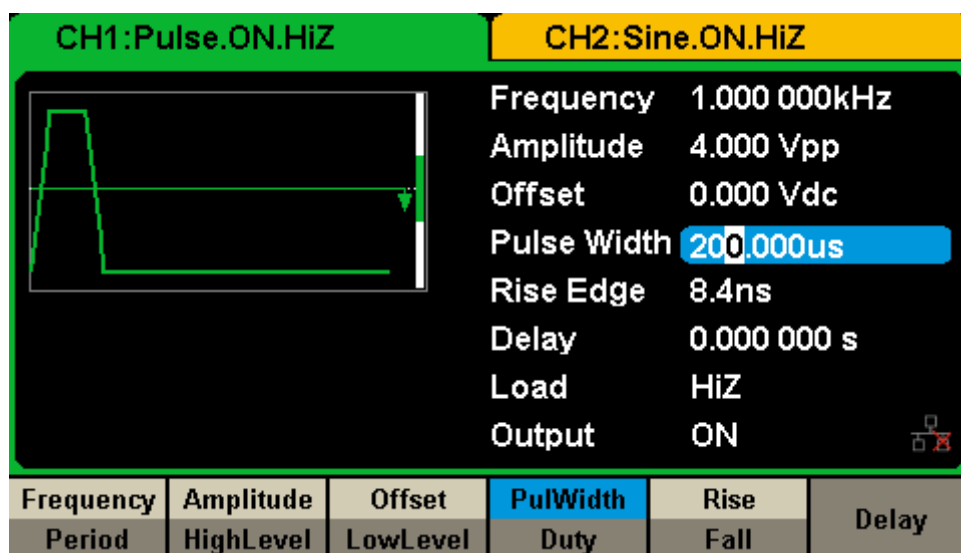 CH1:Pulse.ON.HiZ CH2:Sine.ON.HiZ
Frequency 1.000 000kHz
Amplitude 4.000 Vpp
Offset 0.000 Vdc
Pulse Width 200.000us
Rise Edge 8.4ns
Delay 0.000 000 s
Load HiZ
Output ON
Frequency Amplitude Offset PulWidth Rise Delay
Period HighLevel LowLevel Duty Fall